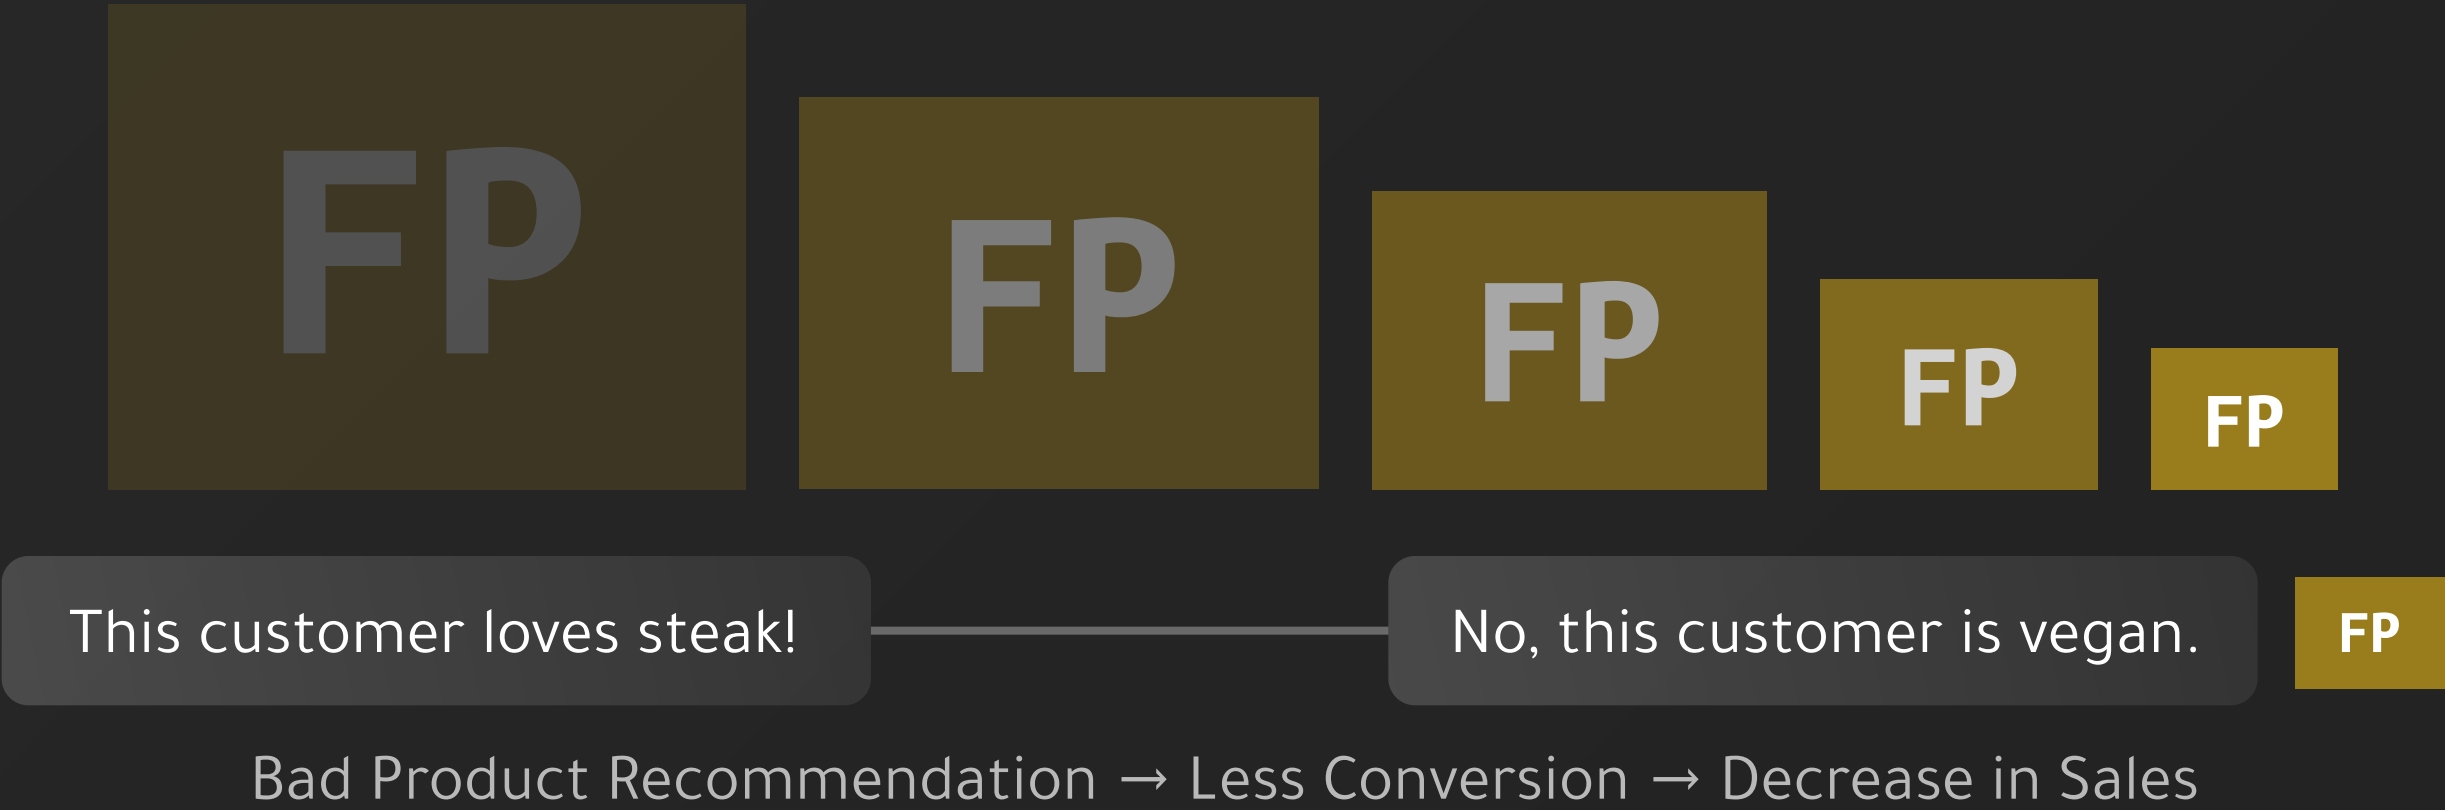 FP FP FP FP FP
This customer loves steak! No, this customer is vegan. FP
Bad Product Recommendation → Less Conversion → Decrease in Sales